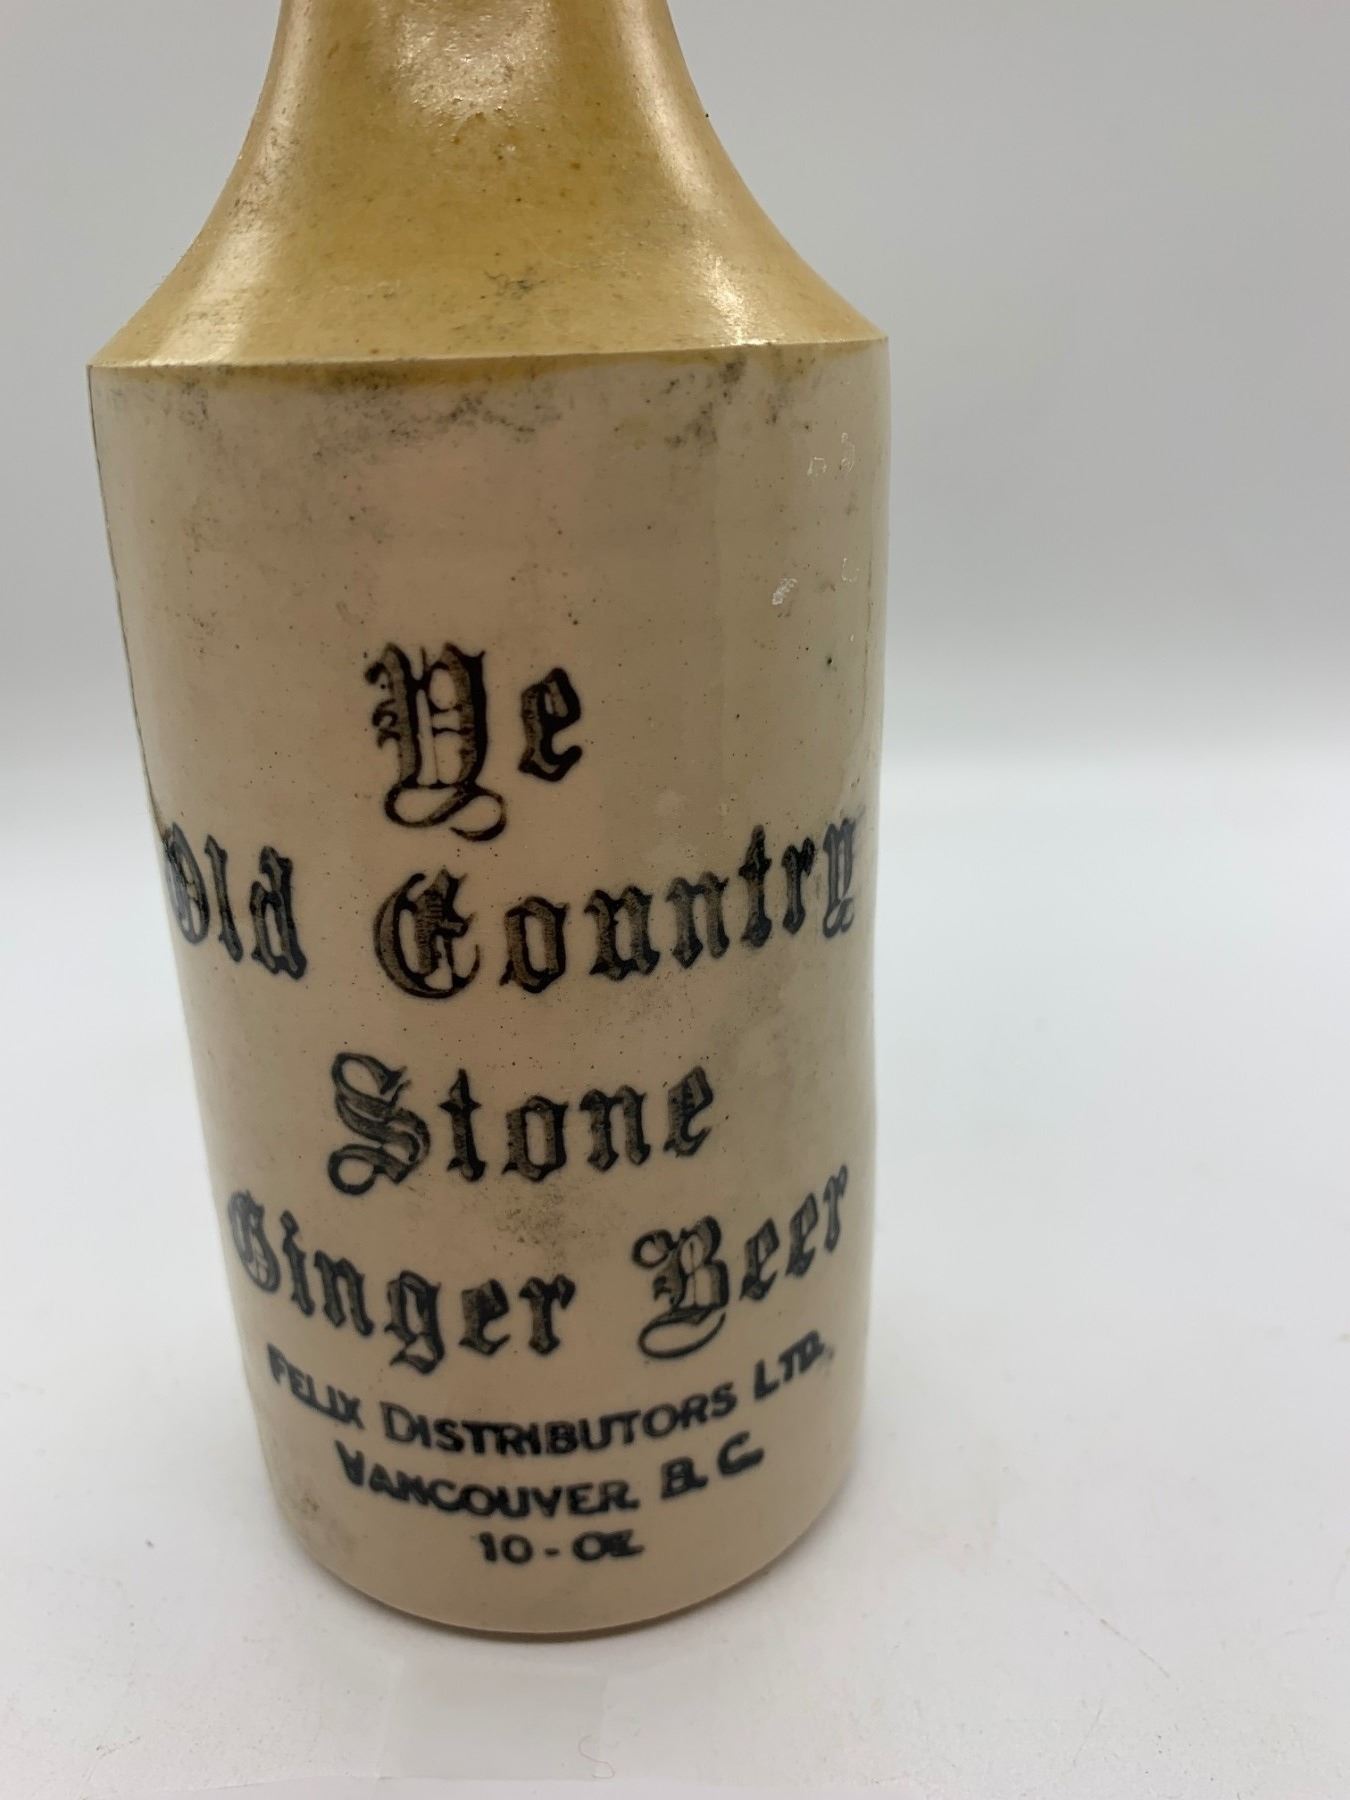 Ye
Old Country
Stone
Ginger Beer
FELIX DISTRIBUTORS LTD.
VANCOUVER. B. C.
10 - OZ.